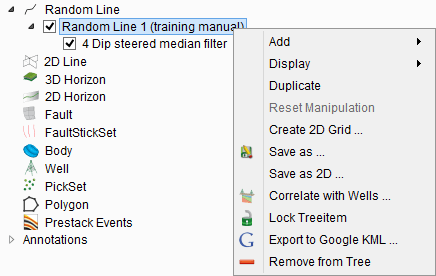 Random Line
Random Line 1 (training manual)
4 Dip steered median filter
2D Line
3D Horizon
2D Horizon
Fault
FaultStickSet
Body
Well
PickSet
Polygon
Prestack Events
Annotations
Add
Display
Duplicate
Reset Manipulation
Create 2D Grid ...
Save as ...
Save as 2D ...
Correlate with Wells ...
Lock Treeitem
Export to Google KML ...
Remove from Tree